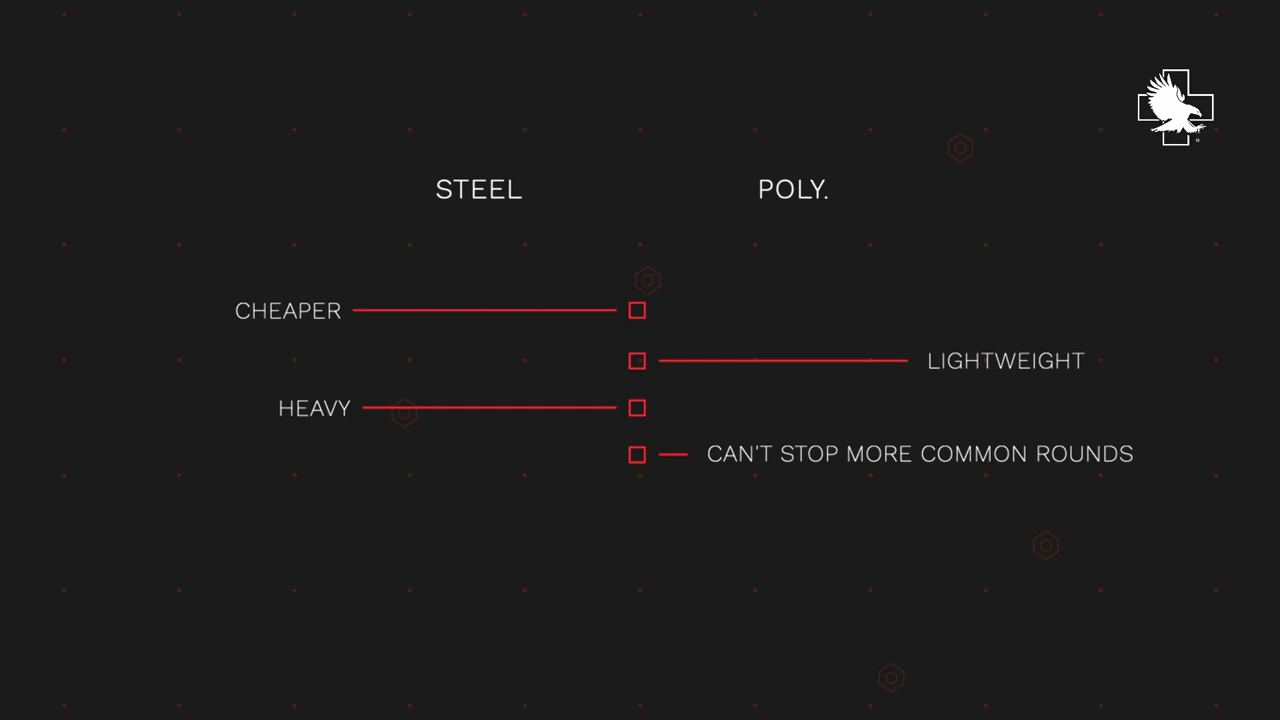 STEEL
POLY.
CHEAPER
LIGHTWEIGHT
HEAVY
CAN'T STOP MORE COMMON ROUNDS